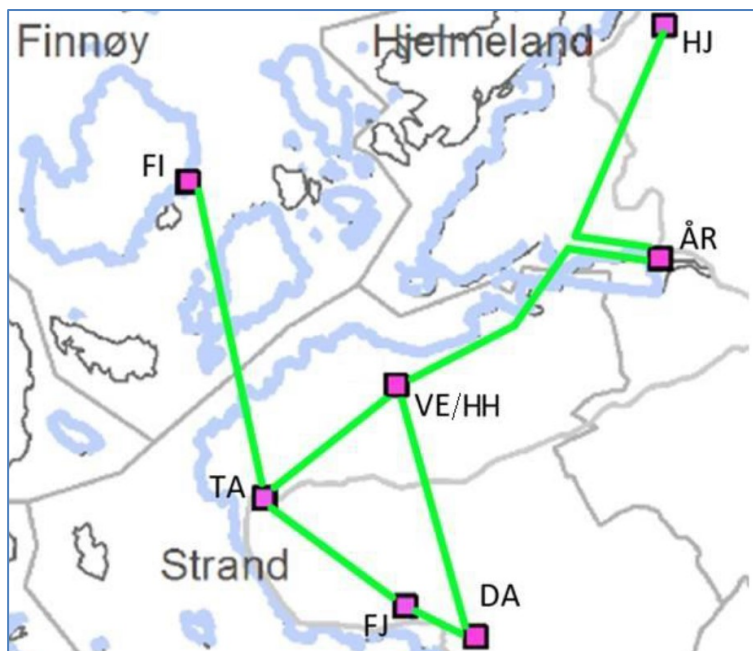 Finnøy
Hjelmeland
HJ
FI
ÅR
VE/HH
TA
Strand
DA
FJ